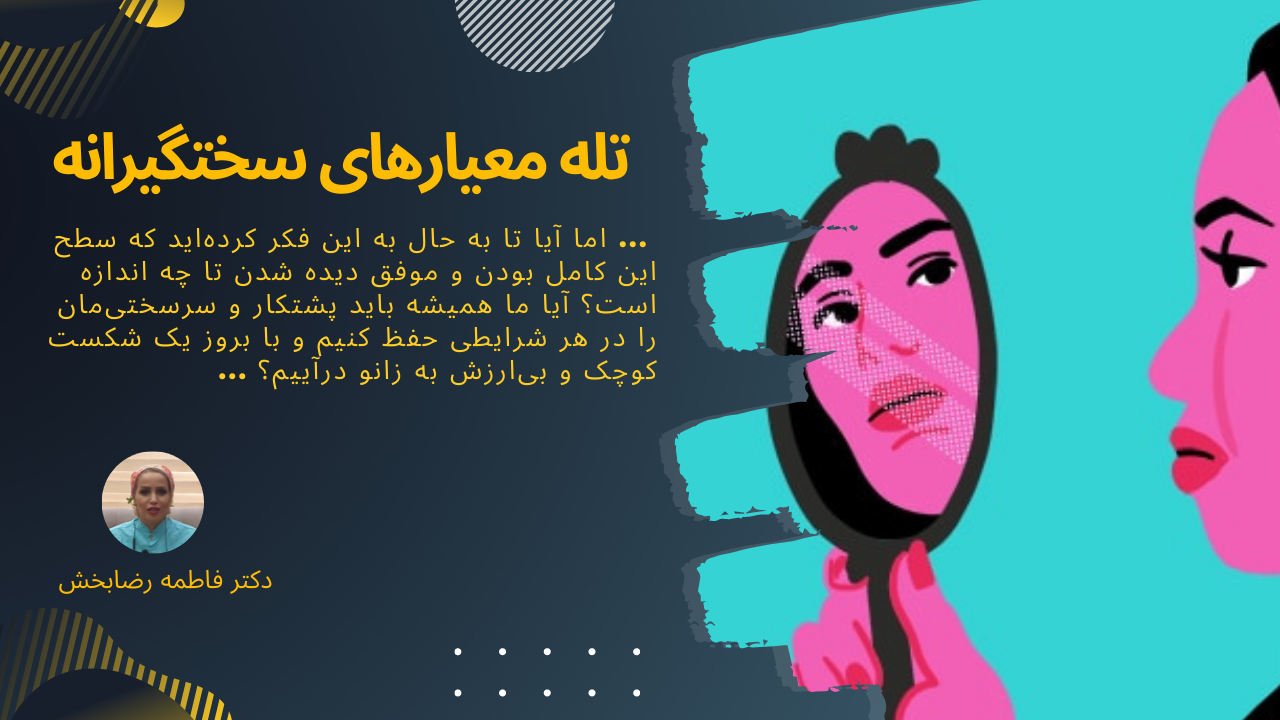 تله معیارهای سختگیرانه
... اما آیا تا به حال به این فکر کرده‌اید که سطح
این کامل بودن و موفق دیده شدن تا چه اندازه
است؟ آیا ما همیشه باید پشتکار و سرسختی‌مان
را در هر شرایطی حفظ کنیم و با بروز یک شکست
کوچک و بی‌ارزش به زانو درآییم؟ ...
دکتر فاطمه رضابخش